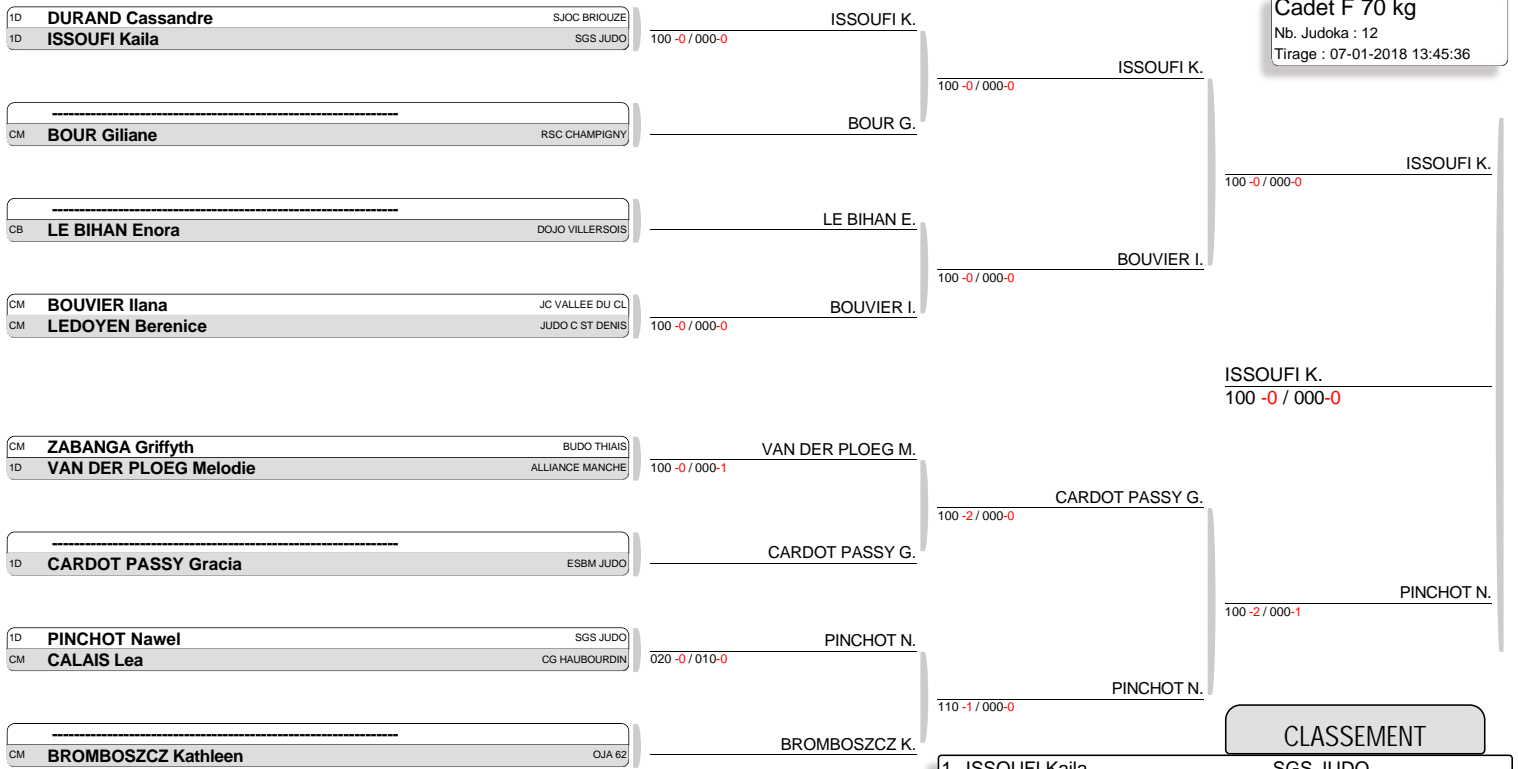 Cadet F 70 kg
Nb. Judoka : 12
Tirage : 07-01-2018 13:45:36
1D DURAND Cassandre SJOC BRIOUZE
1D ISSOUFI Kaila SGS JUDO
ISSOUFI K.
100 -0 / 000-0
ISSOUFI K.
100 -0 / 000-0
------------------------------------------------------------
CM BOUR Giliane RSC CHAMPIGNY
BOUR G.
ISSOUFI K.
100 -0 / 000-0
------------------------------------------------------------
CB LE BIHAN Enora DOJO VILLERSOIS
LE BIHAN E.
BOUVIER I.
100 -0 / 000-0
CM BOUVIER Ilana JC VALLEE DU CL
CM LEDOYEN Berenice JUDO C ST DENIS
BOUVIER I.
100 -0 / 000-0
ISSOUFI K.
100 -0 / 000-0
CM ZABANGA Griffyth BUDO THIAIS
1D VAN DER PLOEG Melodie ALLIANCE MANCHE
VAN DER PLOEG M.
100 -0 / 000-1
CARDOT PASSY G.
100 -2 / 000-0
------------------------------------------------------------
1D CARDOT PASSY Gracia ESBM JUDO
CARDOT PASSY G.
PINCHOT N.
100 -2 / 000-1
1D PINCHOT Nawel SGS JUDO
CM CALAIS Lea CG HAUBOURDIN
PINCHOT N.
020 -0 / 010-0
PINCHOT N.
110 -1 / 000-0
------------------------------------------------------------
CM BROMBOSZCZ Kathleen OJA 62
BROMBOSZCZ K.
CLASSEMENT
1 ISSOUFI Kaila SGS JUDO